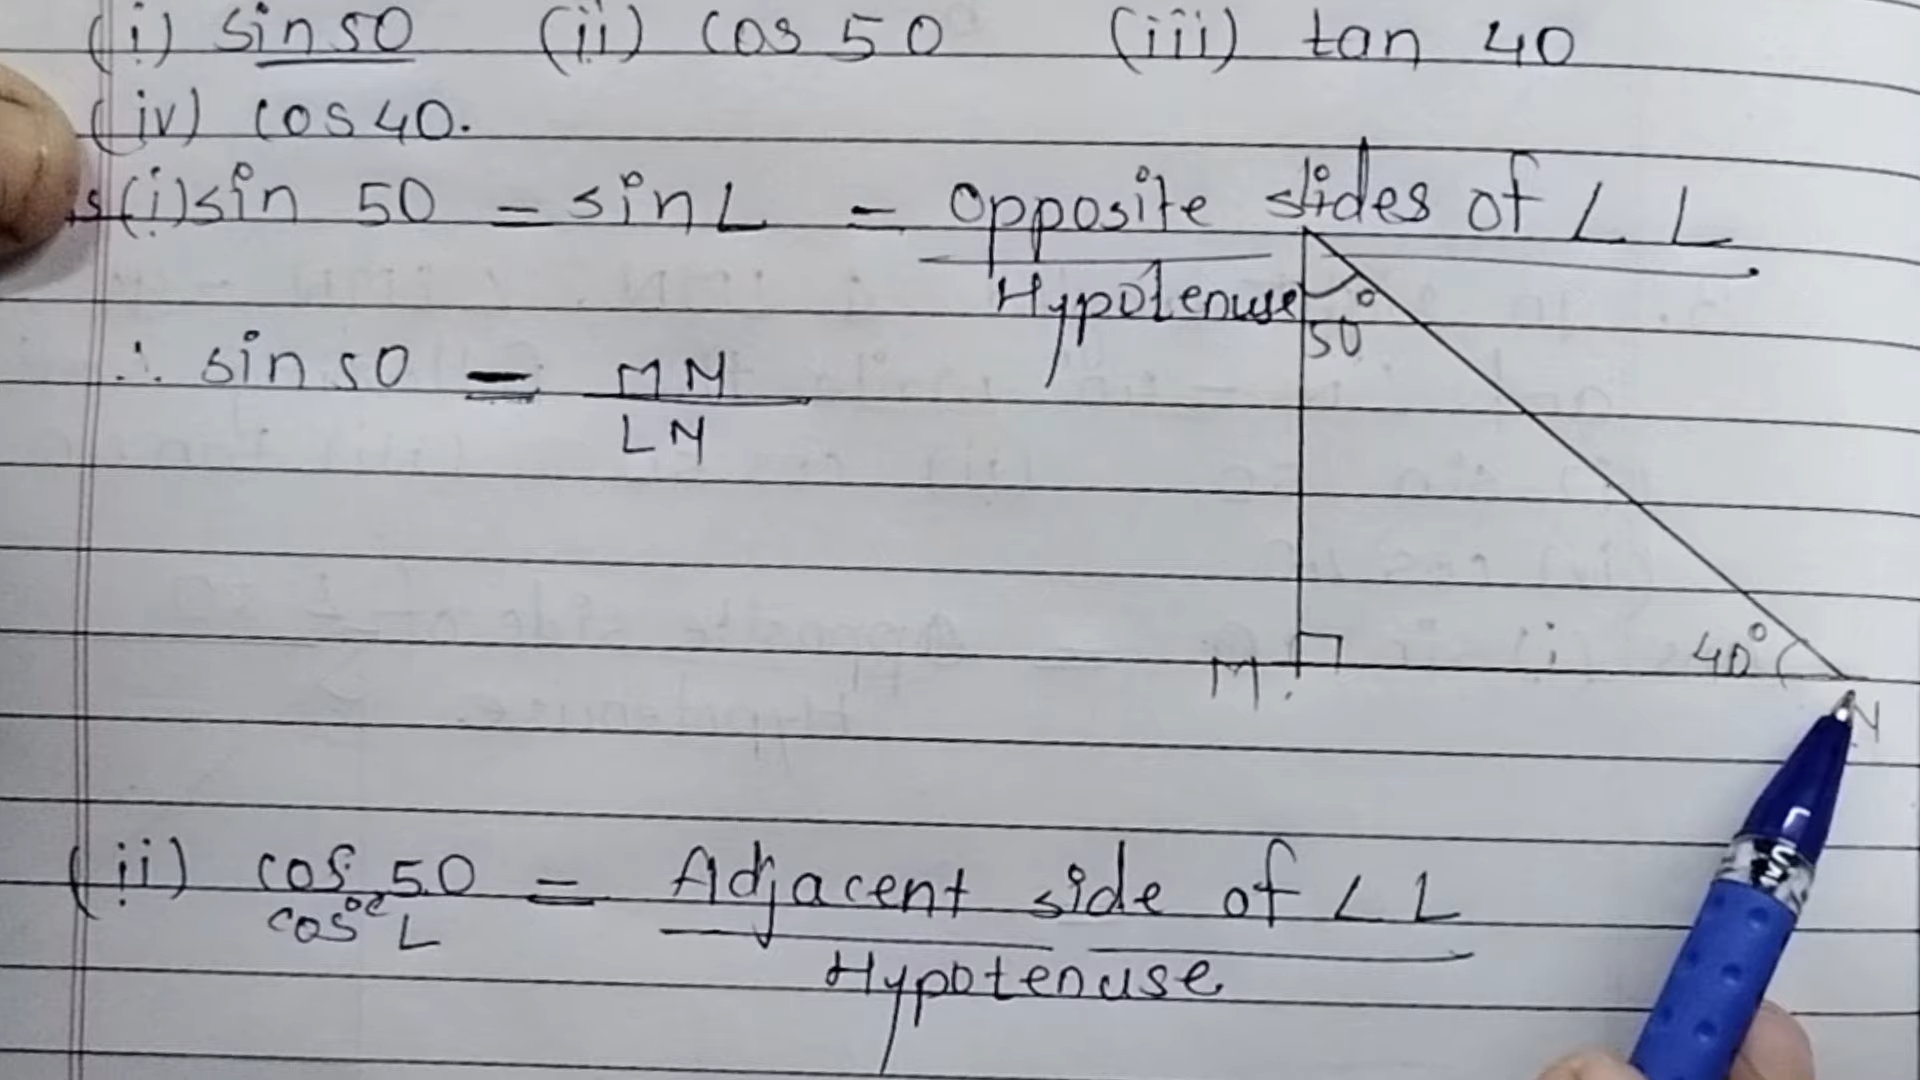 (i) sin 50 (ii) cos 50 (iii) tan 40
(iv) cos 40.
s(i) sin 50 = sin L = Opposite sides of ∠ L
Hypotenuse
50°
∴ sin 50 = MN
LN
40°
M
N
(ii) cos 50 = Adjacent side of ∠ L
cos L
Hypotenuse